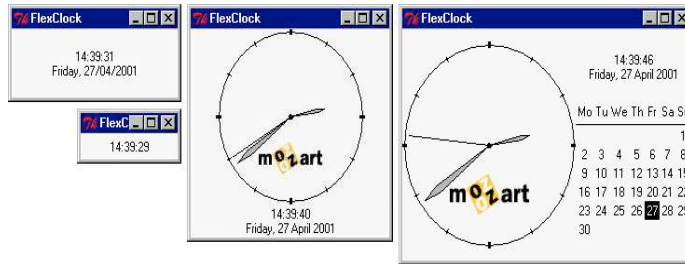 FlexClock
14:39:31
Friday, 27/04/2001
FlexC
14:39:29
FlexClock
mozart
14:39:40
Friday, 27 April 2001
FlexClock
mozart
14:39:46
Friday, 27 April 2001
Mo Tu We Th Fr Sa Su
1
2 3 4 5 6 7 8
9 10 11 12 13 14 15
16 17 18 19 20 21 22
23 24 25 26 27 28 29
30